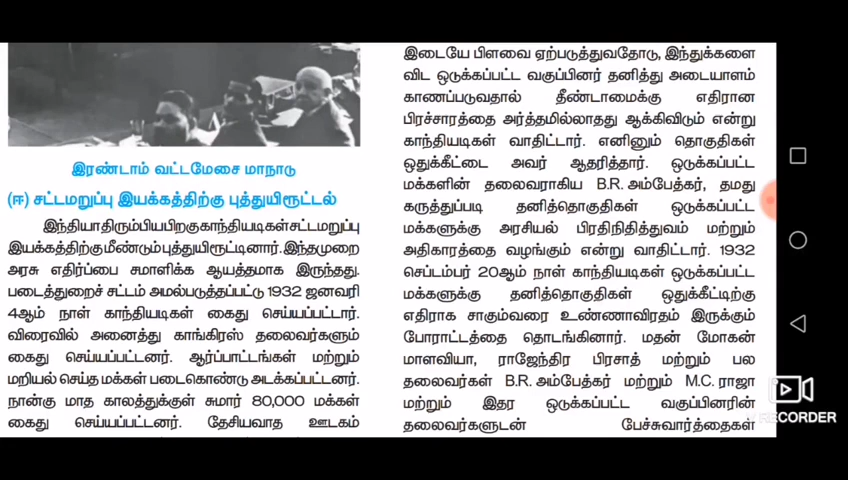 இரண்டாம் வட்டமேசை மாநாடு
(ஈ) சட்டமறுப்பு இயக்கத்திற்கு புத்துயிரூட்டல்
இந்தியாதிரும்பியபிறகுகாந்தியடிகள்சட்டமறுப்பு
இயக்கத்திற்குமீண்டும்புத்துயிரூட்டினார்.இந்தமுறை
அரசு எதிர்ப்பை சமாளிக்க ஆயத்தமாக இருந்தது.
படைத்துறைச் சட்டம் அமல்படுத்தப்பட்டு 1932 ஜனவரி
4ஆம் நாள் காந்தியடிகள் கைது செய்யப்பட்டார்.
விரைவில் அனைத்து காங்கிரஸ் தலைவர்களும்
கைது செய்யப்பட்டனர். ஆர்ப்பாட்டங்கள் மற்றும்
மறியல் செய்த மக்கள் படைகொண்டு அடக்கப்பட்டனர்.
நான்கு மாத காலத்துக்குள் சுமார் 80,000 மக்கள்
கைது செய்யப்பட்டனர். தேசியவாத ஊடகம்
இடையே பிளவை ஏற்படுத்துவதோடு, இந்துக்களை
விட ஒடுக்கப்பட்ட வகுப்பினர் தனித்து அடையாளம்
காணப்படுவதால் தீண்டாமைக்கு எதிரான
பிரச்சாரத்தை அர்த்தமில்லாதது ஆக்கிவிடும் என்று
காந்தியடிகள் வாதிட்டார். எனினும் தொகுதிகள்
ஒதுக்கீட்டை அவர் ஆதரித்தார். ஒடுக்கப்பட்ட
மக்களின் தலைவராகிய B.R. அம்பேத்கர், தமது
கருத்துப்படி தனித்தொகுதிகள் ஒடுக்கப்பட்ட
மக்களுக்கு அரசியல் பிரதிநிதித்துவம் மற்றும்
அதிகாரத்தை வழங்கும் என்று வாதிட்டார். 1932
செப்டம்பர் 20ஆம் நாள் காந்தியடிகள் ஒடுக்கப்பட்ட
மக்களுக்கு தனித்தொகுதிகள் ஒதுக்கீட்டிற்கு
எதிராக சாகும்வரை உண்ணாவிரதம் இருக்கும்
போராட்டத்தை தொடங்கினார். மதன் மோகன்
மாளவியா, ராஜேந்திர பிரசாத் மற்றும் பல
தலைவர்கள் B.R. அம்பேத்கர் மற்றும் M.C. ராஜா
மற்றும் இதர ஒடுக்கப்பட்ட வகுப்பினரின்
தலைவர்களுடன் பேச்சுவார்த்தைகள்
RECORDER